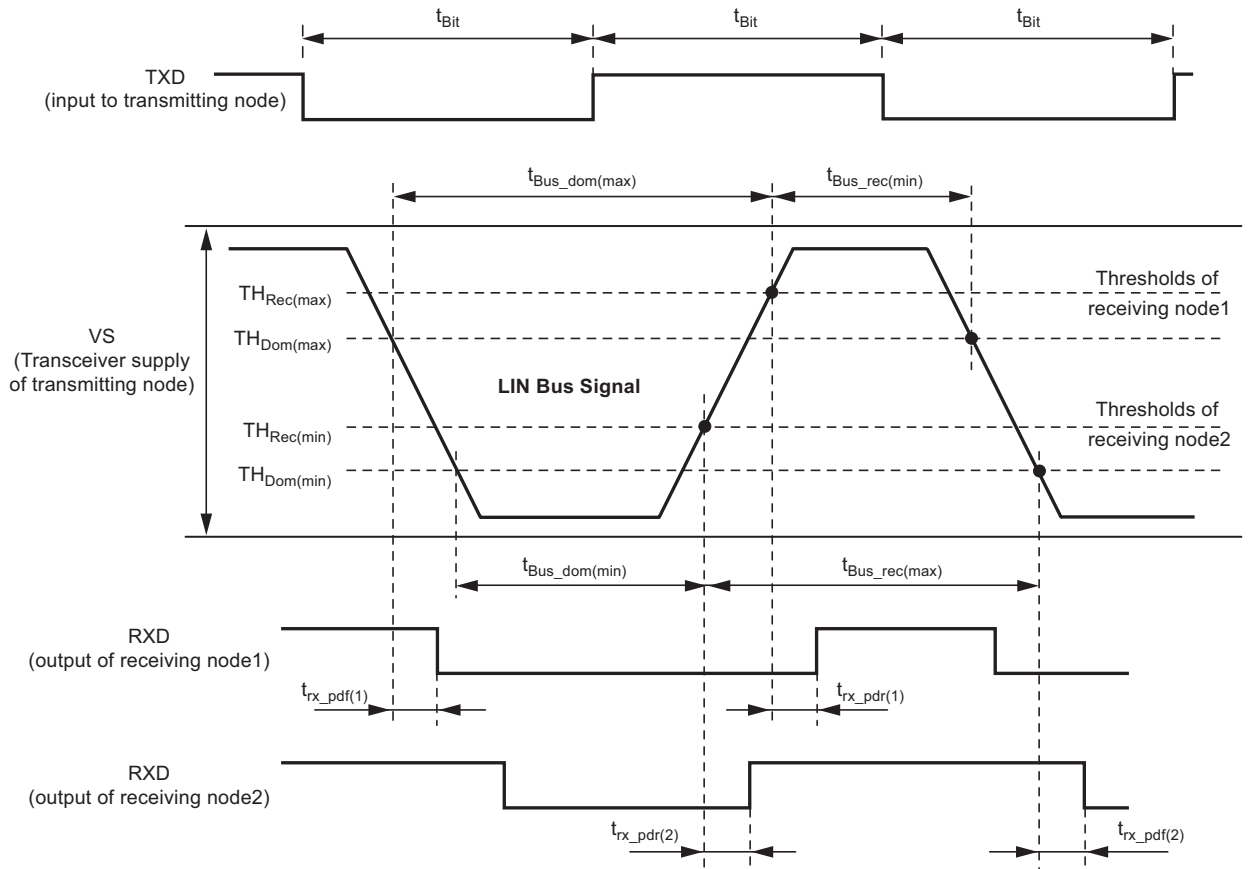 tBit
tBit
tBit
TXD
(input to transmitting node)
tBus_dom(max)
tBus_rec(min)
THRec(max)
Thresholds of
receiving node1
THDom(max)
VS
(Transceiver supply
of transmitting node)
LIN Bus Signal
THRec(min)
Thresholds of
receiving node2
THDom(min)
tBus_dom(min)
tBus_rec(max)
RXD
(output of receiving node1)
trx_pdf(1)
trx_pdr(1)
RXD
(output of receiving node2)
trx_pdr(2)
trx_pdf(2)